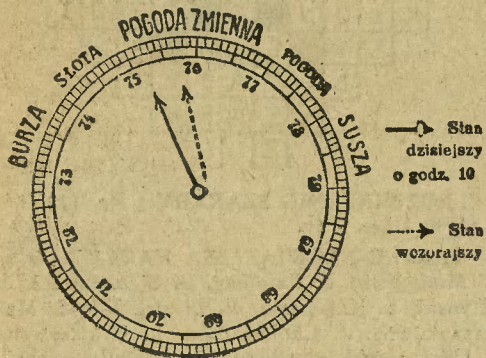 POGODA ZMIENNA
SŁOTA
POGODA
BURZA
SUSZA
73
74
75
76
77
78
79
68
69
70
71
72
Stan
dzisiejszy
o godz. 10
Stan
wczorajszy